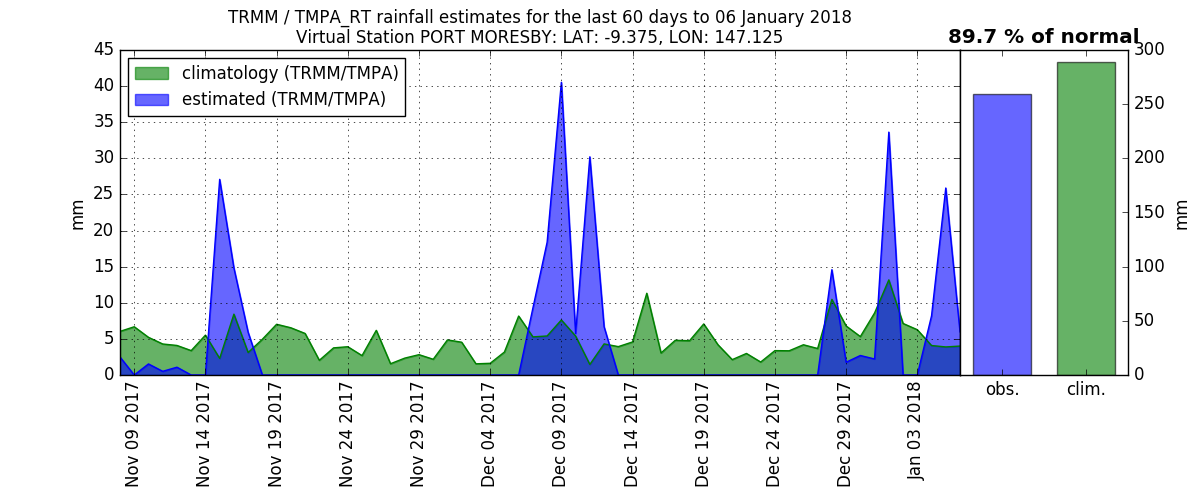 TRMM / TMPA_RT rainfall estimates for the last 60 days to 06 January 2018
Virtual Station PORT MORESBY: LAT: -9.375, LON: 147.125
89.7 % of normal
climatology (TRMM/TMPA)
estimated (TRMM/TMPA)
45
40
35
30
25
20
15
10
5
0
mm
300
250
200
150
100
50
0
mm
obs.
clim.
Nov 09 2017
Nov 14 2017
Nov 19 2017
Nov 24 2017
Nov 29 2017
Dec 04 2017
Dec 09 2017
Dec 14 2017
Dec 19 2017
Dec 24 2017
Dec 29 2017
Jan 03 2018